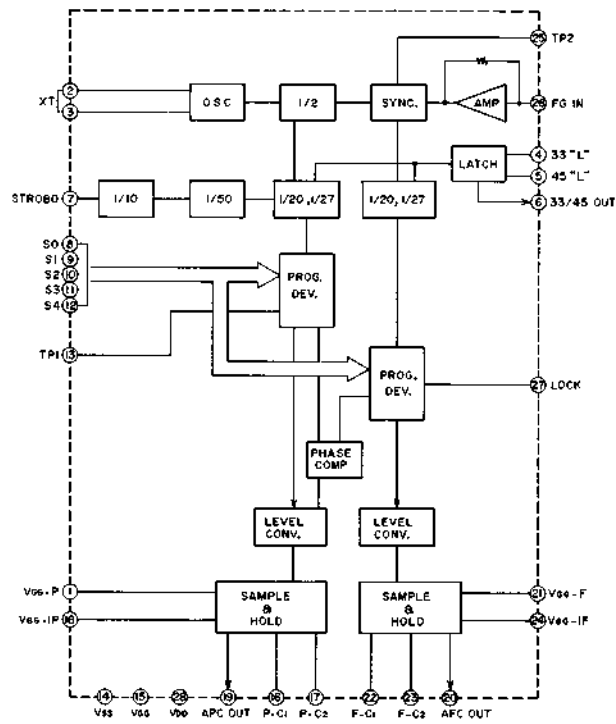 25 TP2
2
XT
3
OSC
1/2
SYNC.
AMP
26 FG IN
4 33 "L"
LATCH
5 45 "L"
STROBO 7
1/10
1/50
1/20, 1/27
1/20, 1/27
6 33/45 OUT
S0 8
S1 9
S2 10
S3 11
S4 12
PROG.
DEV.
TP1 13
PROG.
DEV.
27 LOCK
PHASE
COMP
LEVEL
CONV.
LEVEL
CONV.
VGG-P 1
SAMPLE
&
HOLD
SAMPLE
&
HOLD
21 VGG-F
24
14
15
28
19
16
17
22
23
20
VSS
VGG
VDD
APC OUT
P-C1
P-C2
F-C1
F-C2
AFC OUT